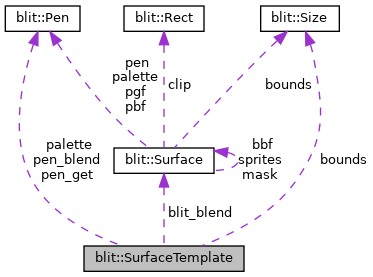 blit::Pen
blit::Rect
blit::Size
pen
palette
pgf
pbf
clip
bounds
palette
pen_blend
pen_get
blit::Surface
bbf
sprites
mask
bounds
blit_blend
blit::SurfaceTemplate